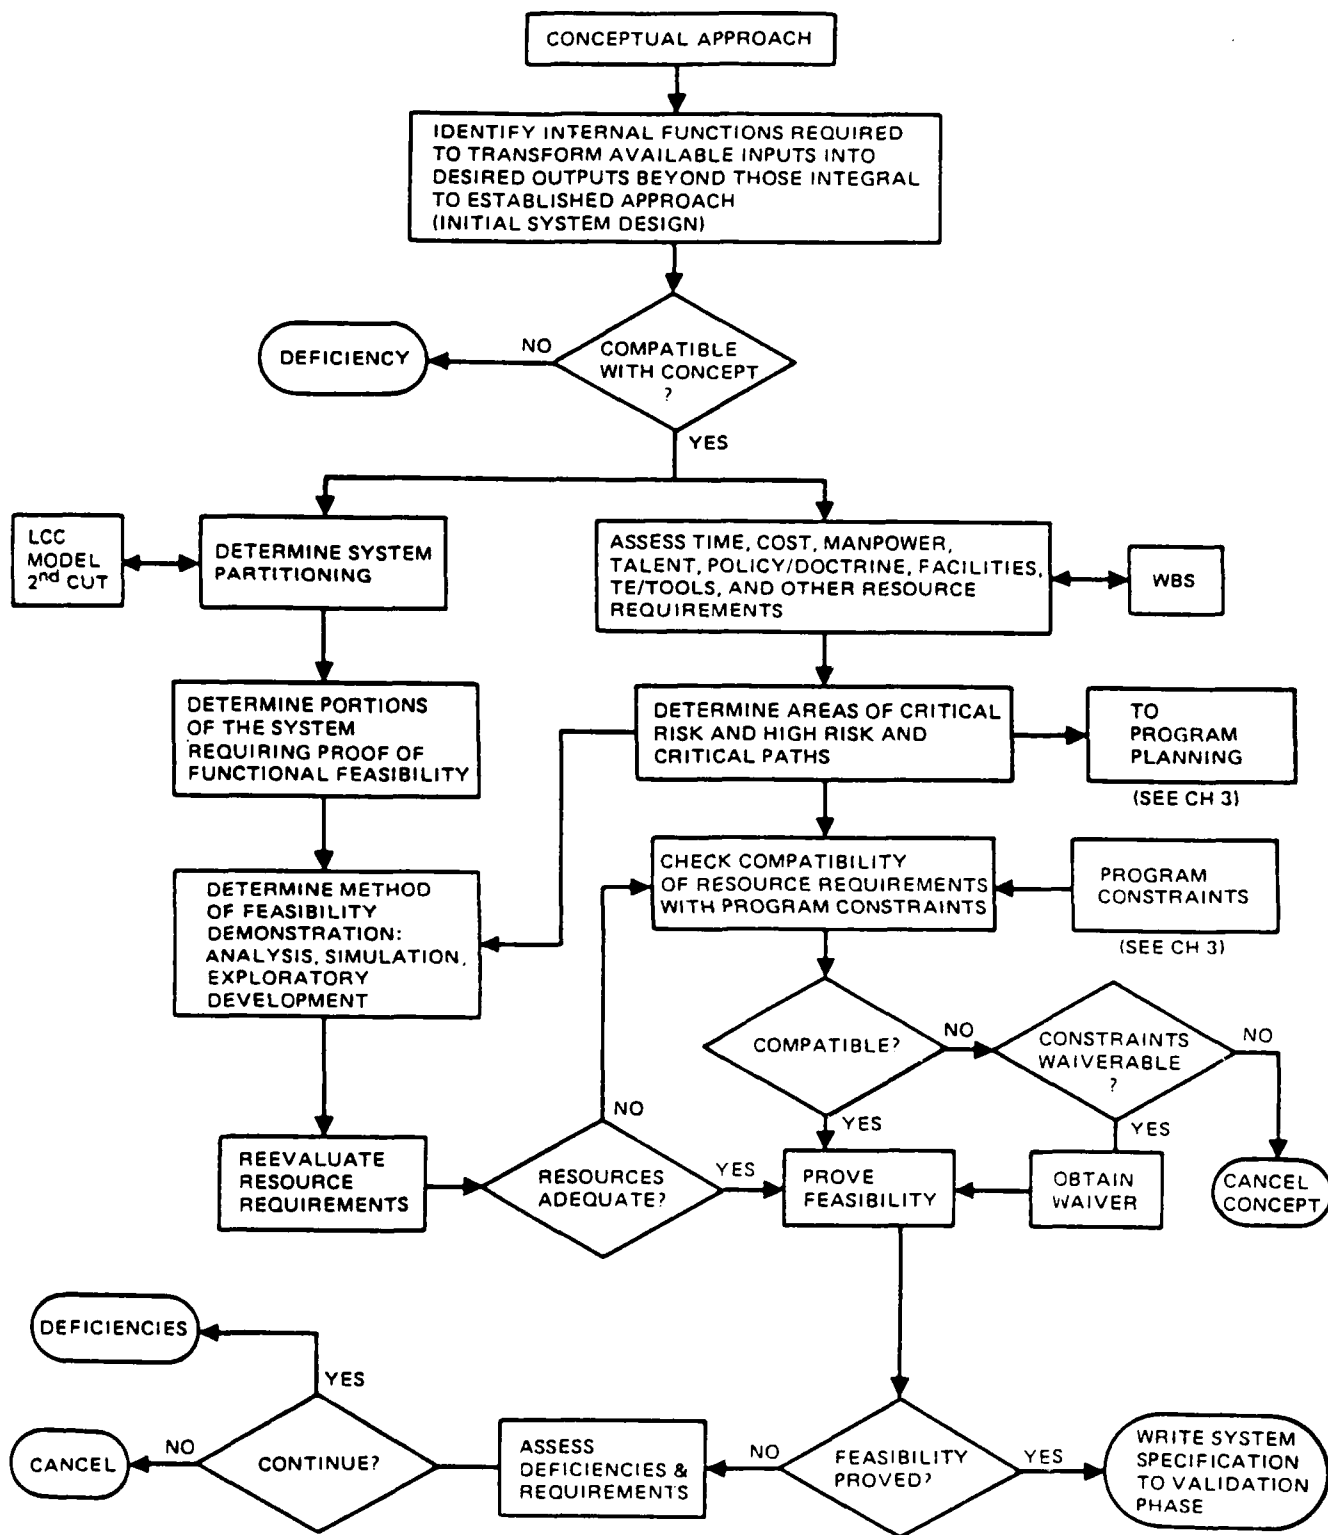 CONCEPTUAL APPROACH
IDENTIFY INTERNAL FUNCTIONS REQUIRED
TO TRANSFORM AVAILABLE INPUTS INTO
DESIRED OUTPUTS BEYOND THOSE INTEGRAL
TO ESTABLISHED APPROACH
(INITIAL SYSTEM DESIGN)
DEFICIENCY
NO
COMPATIBLE
WITH CONCEPT
?
YES
LCC
MODEL
2nd CUT
DETERMINE SYSTEM
PARTITIONING
ASSESS TIME, COST, MANPOWER,
TALENT, POLICY/DOCTRINE, FACILITIES,
TE/TOOLS, AND OTHER RESOURCE
REQUIREMENTS
WBS
DETERMINE PORTIONS
OF THE SYSTEM
REQUIRING PROOF OF
FUNCTIONAL FEASIBILITY
DETERMINE AREAS OF CRITICAL
RISK AND HIGH RISK AND
CRITICAL PATHS
TO
PROGRAM
PLANNING
(SEE CH 3)
DETERMINE METHOD
OF FEASIBILITY
DEMONSTRATION:
ANALYSIS, SIMULATION,
EXPLORATORY
DEVELOPMENT
CHECK COMPATIBILITY
OF RESOURCE REQUIREMENTS
WITH PROGRAM CONSTRAINTS
PROGRAM
CONSTRAINTS
(SEE CH 3)
COMPATIBLE?
NO
CONSTRAINTS
WAIVERABLE
?
NO
YES
YES
REEVALUATE
RESOURCE
REQUIREMENTS
NO
RESOURCES
ADEQUATE?
YES
PROVE
FEASIBILITY
OBTAIN
WAIVER
CANCEL
CONCEPT
DEFICIENCIES
YES
CANCEL
NO
CONTINUE?
ASSESS
DEFICIENCIES &
REQUIREMENTS
NO
FEASIBILITY
PROVED?
YES
WRITE SYSTEM
SPECIFICATION
TO VALIDATION
PHASE